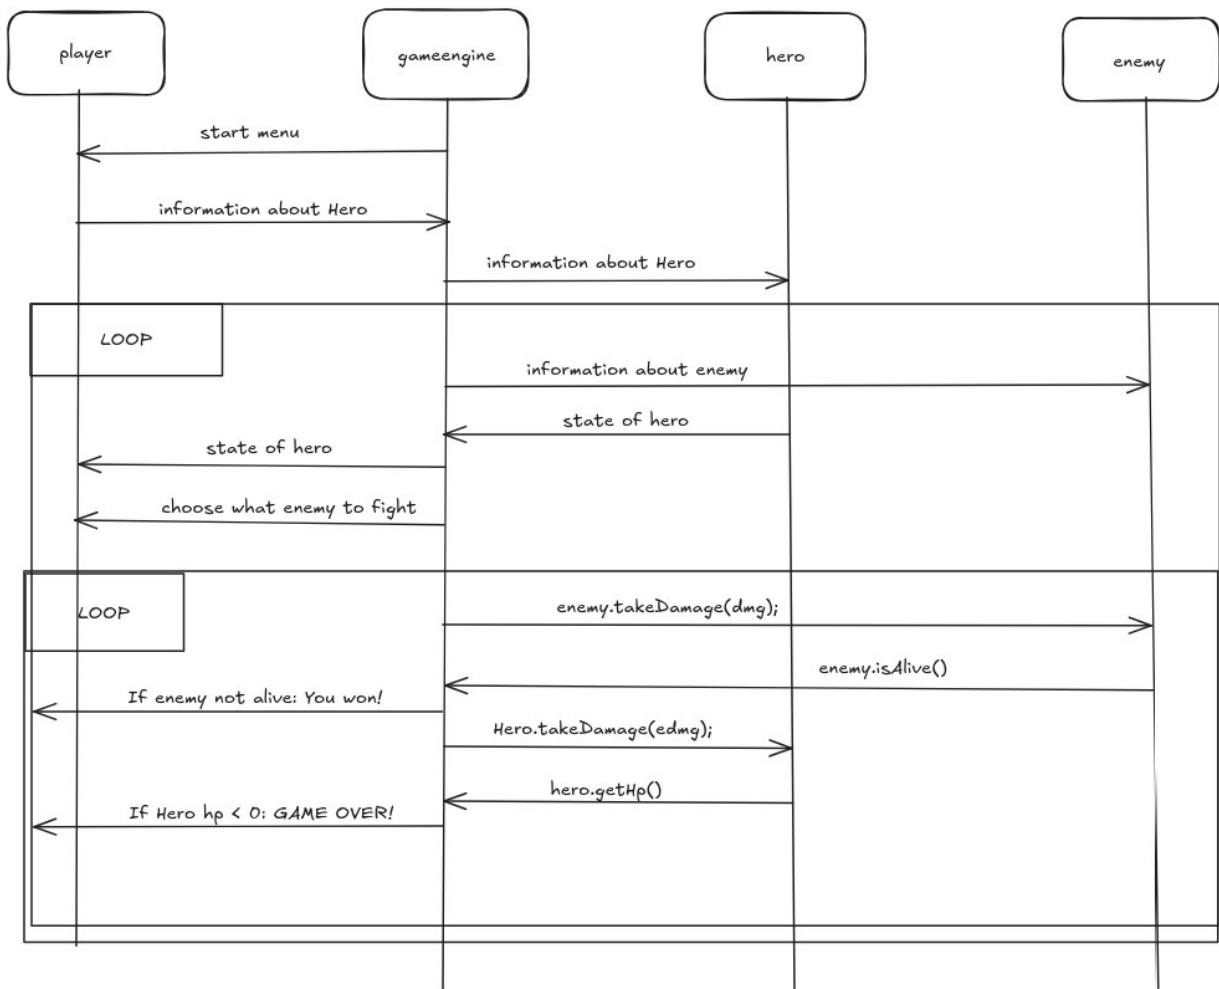 player
gameengine
hero
enemy
start menu
information about Hero
information about Hero
LOOP
information about enemy
state of hero
state of hero
choose what enemy to fight
LOOP
enemy.takeDamage(dmg);
enemy.isAlive()
If enemy not alive: You won!
Hero.takeDamage(edmg);
hero.getHp()
If Hero hp < 0: GAME OVER!